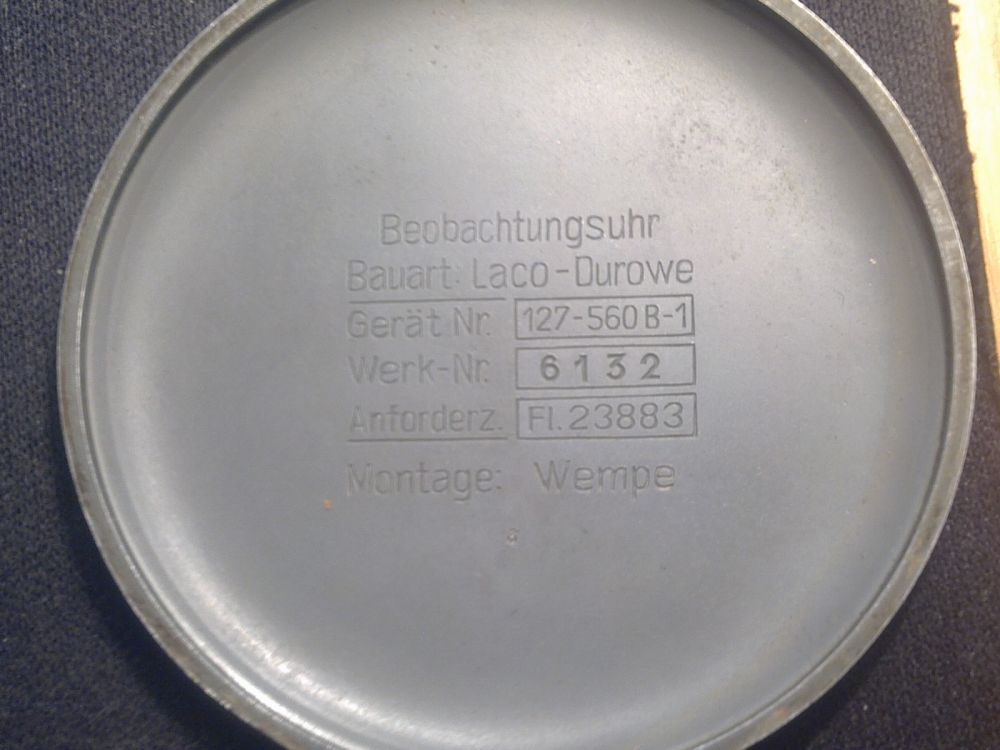 Beobachtungsuhr
Bauart: Laco-Durowe
Gerät Nr. 127-560 B-1
Werk-Nr. 6132
Anforderz. Fl. 23883
Montage: Wempe